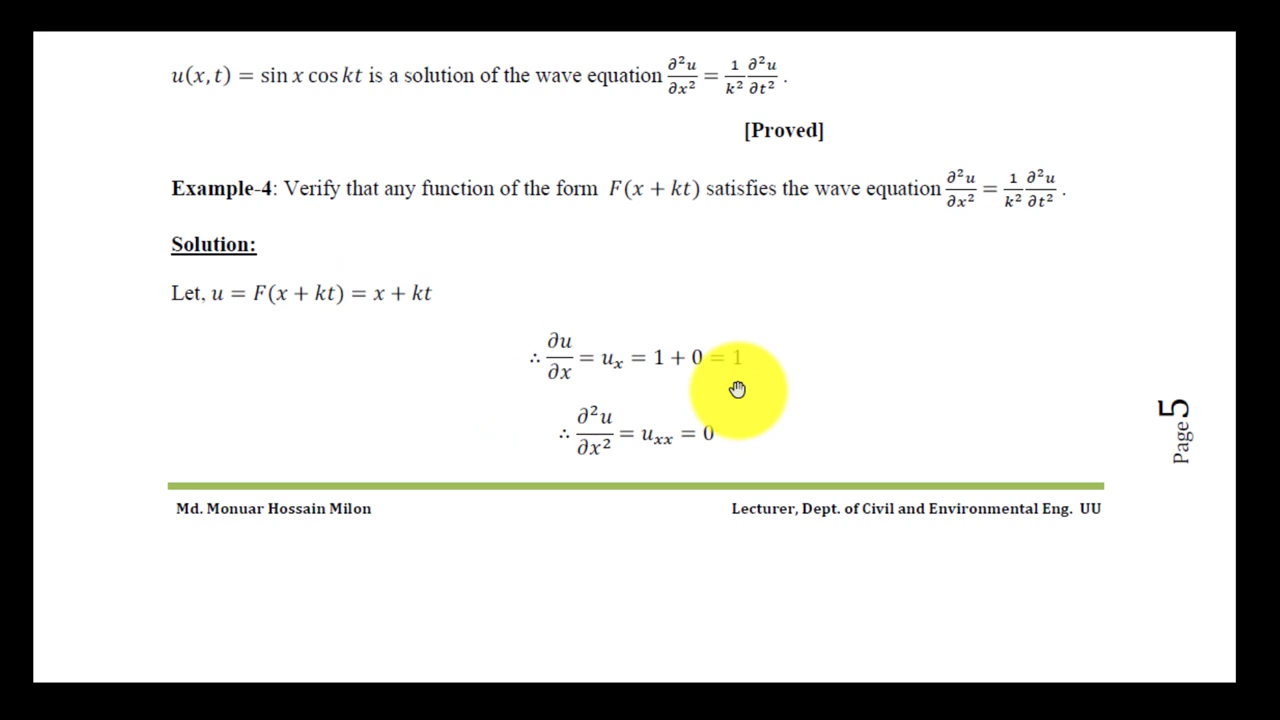 u(x, t) = sin x cos kt is a solution of the wave equation ∂²u/∂x² = 1/k² ∂²u/∂t² .
[Proved]
Example-4: Verify that any function of the form F(x + kt) satisfies the wave equation ∂²u/∂x² = 1/k² ∂²u/∂t² .
Solution:
Let, u = F(x + kt) = x + kt
∴ ∂u/∂x = uₓ = 1 + 0 = 1
∴ ∂²u/∂x² = uₓₓ = 0
Page 5
Md. Monuar Hossain Milon Lecturer, Dept. of Civil and Environmental Eng. UU